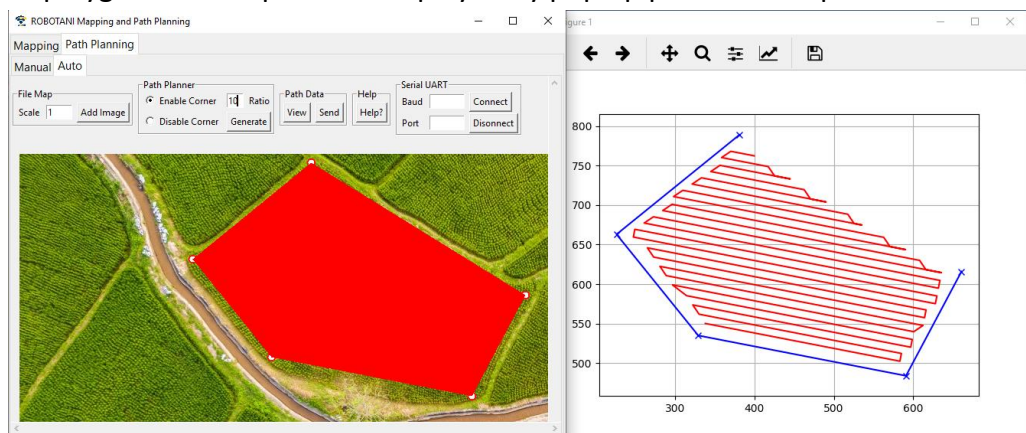 ROBOTANI Mapping and Path Planning
Mapping Path Planning
Manual Auto
File Map
Scale 1 Add Image
Path Planner
Enable Corner 10 Ratio
Disable Corner Generate
Path Data
View Send
Help
Help?
Serial UART
Baud Connect
Port Disonnect
gure 1
800
750
700
650
600
550
500
300 400 500 600